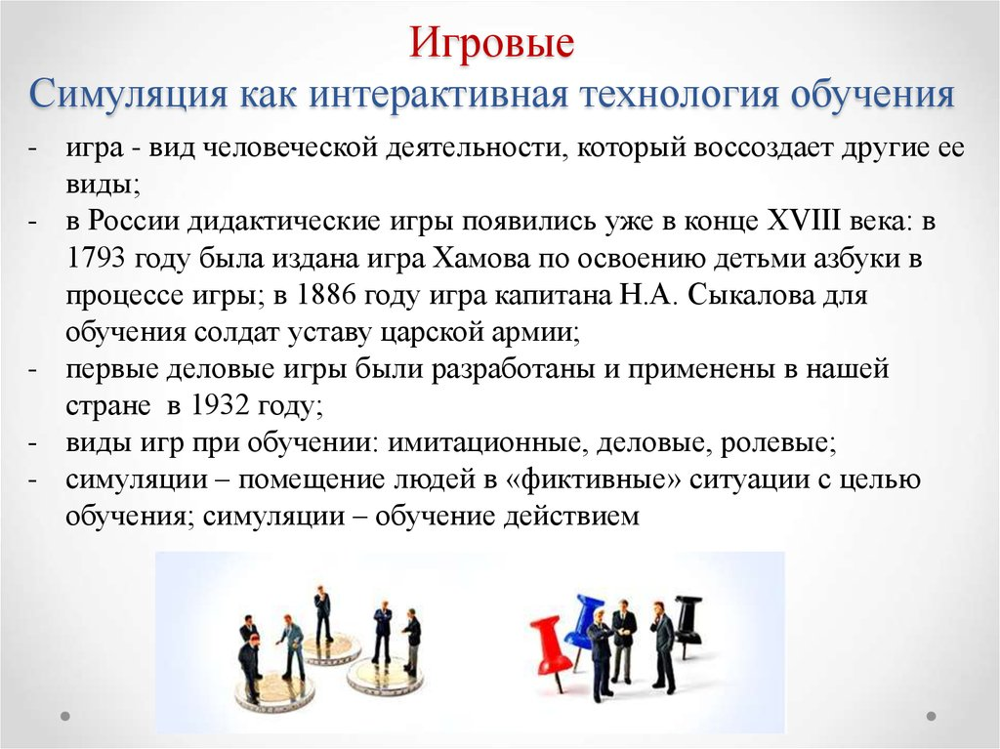 Игровые
Симуляция как интерактивная технология обучения
- игра - вид человеческой деятельности, который воссоздает другие ее
виды;
- в России дидактические игры появились уже в конце XVIII века: в
1793 году была издана игра Хамова по освоению детьми азбуки в
процессе игры; в 1886 году игра капитана Н.А. Сыкалова для
обучения солдат уставу царской армии;
- первые деловые игры были разработаны и применены в нашей
стране в 1932 году;
- виды игр при обучении: имитационные, деловые, ролевые;
- симуляции – помещение людей в «фиктивные» ситуации с целью
обучения; симуляции – обучение действием